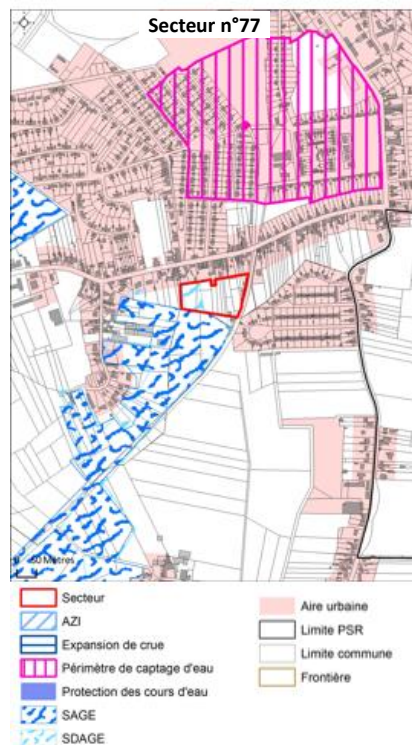 Secteur n°77
0 50 Mètres
Secteur
AZI
Expansion de crue
Périmètre de captage d'eau
Protection des cours d'eau
SAGE
SDAGE
Aire urbaine
Limite PSR
Limite commune
Frontière